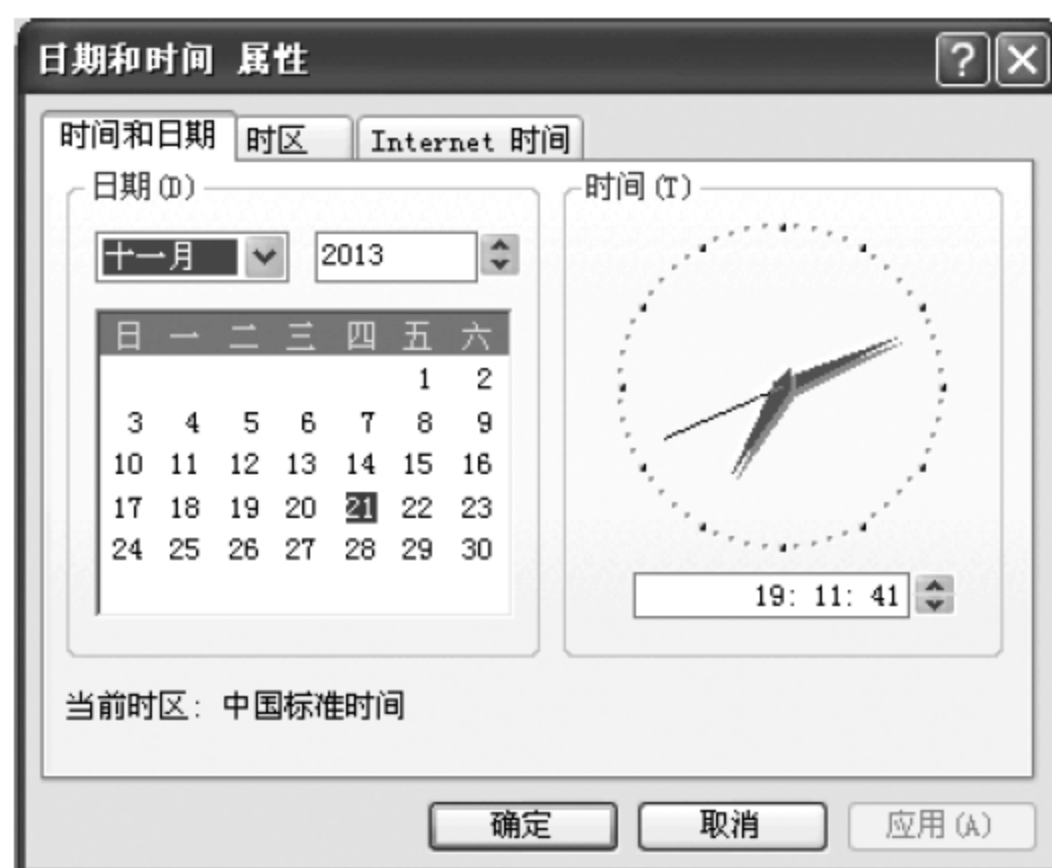 日期和时间 属性
时间和日期 时区 Internet 时间
日期(D) 时间(T)
十一月 2013
日 一 二 三 四 五 六
1 2
3 4 5 6 7 8 9
10 11 12 13 14 15 16
17 18 19 20 21 22 23
24 25 26 27 28 29 30
19: 11: 41
当前时区: 中国标准时间
确定 取消 应用(A)